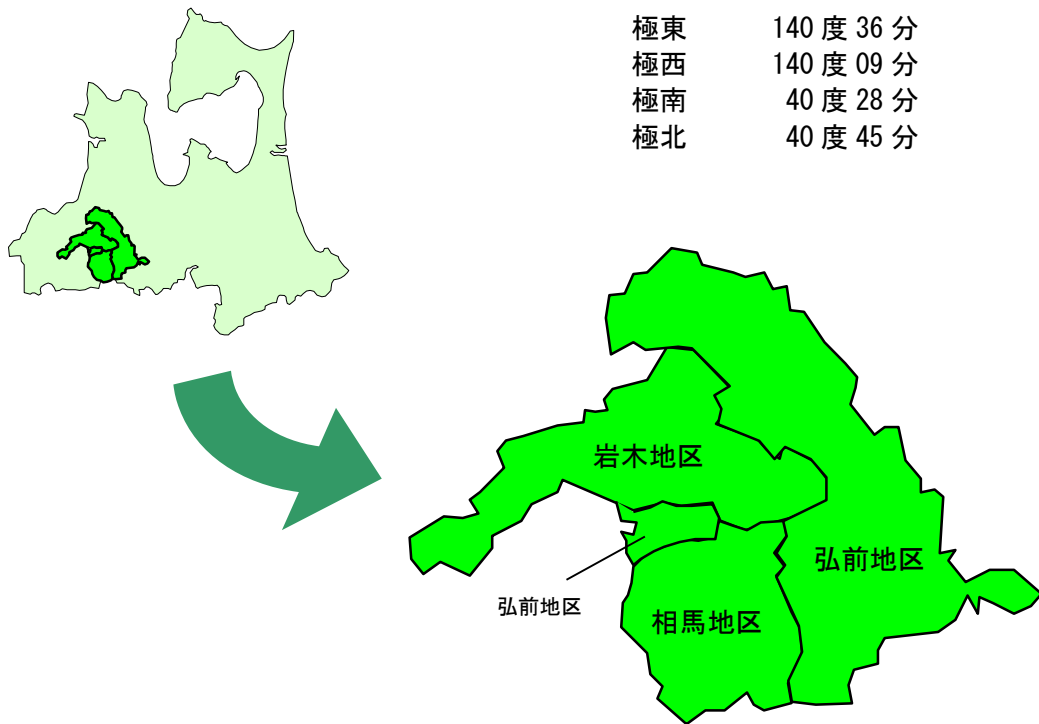 極東 140 度 36 分
極西 140 度 09 分
極南 40 度 28 分
極北 40 度 45 分
岩木地区
弘前地区
弘前地区
相馬地区